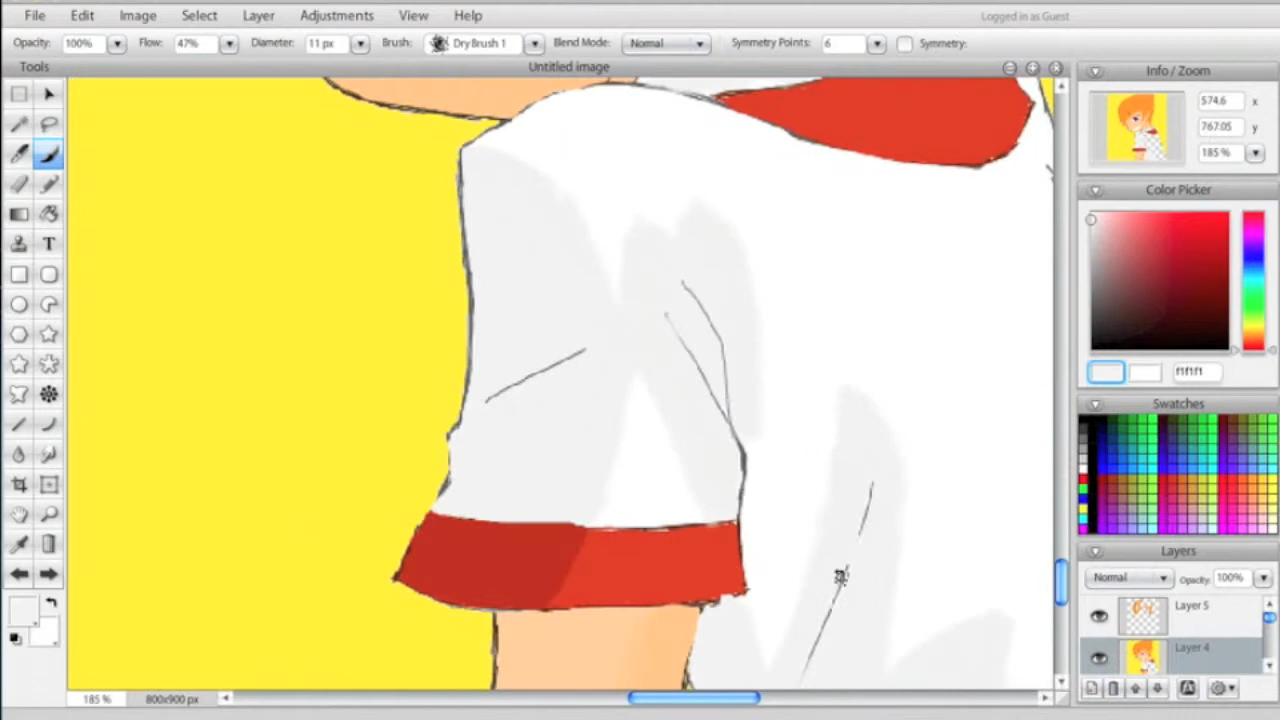 File Edit Image Select Layer Adjustments View Help Logged in as Guest
Opacity: 100% Flow: 47% Diameter: 11 px Brush: Dry Brush 1 Blend Mode: Normal Symmetry Points: 6 Symmetry:
Tools Untitled image
Info / Zoom
574.6 x
767.05 y
185 %
Color Picker
f1f1f1
Swatches
Layers
Normal Opacity: 100%
Layer 5
Layer 4
T
A
185 % 800x900 px